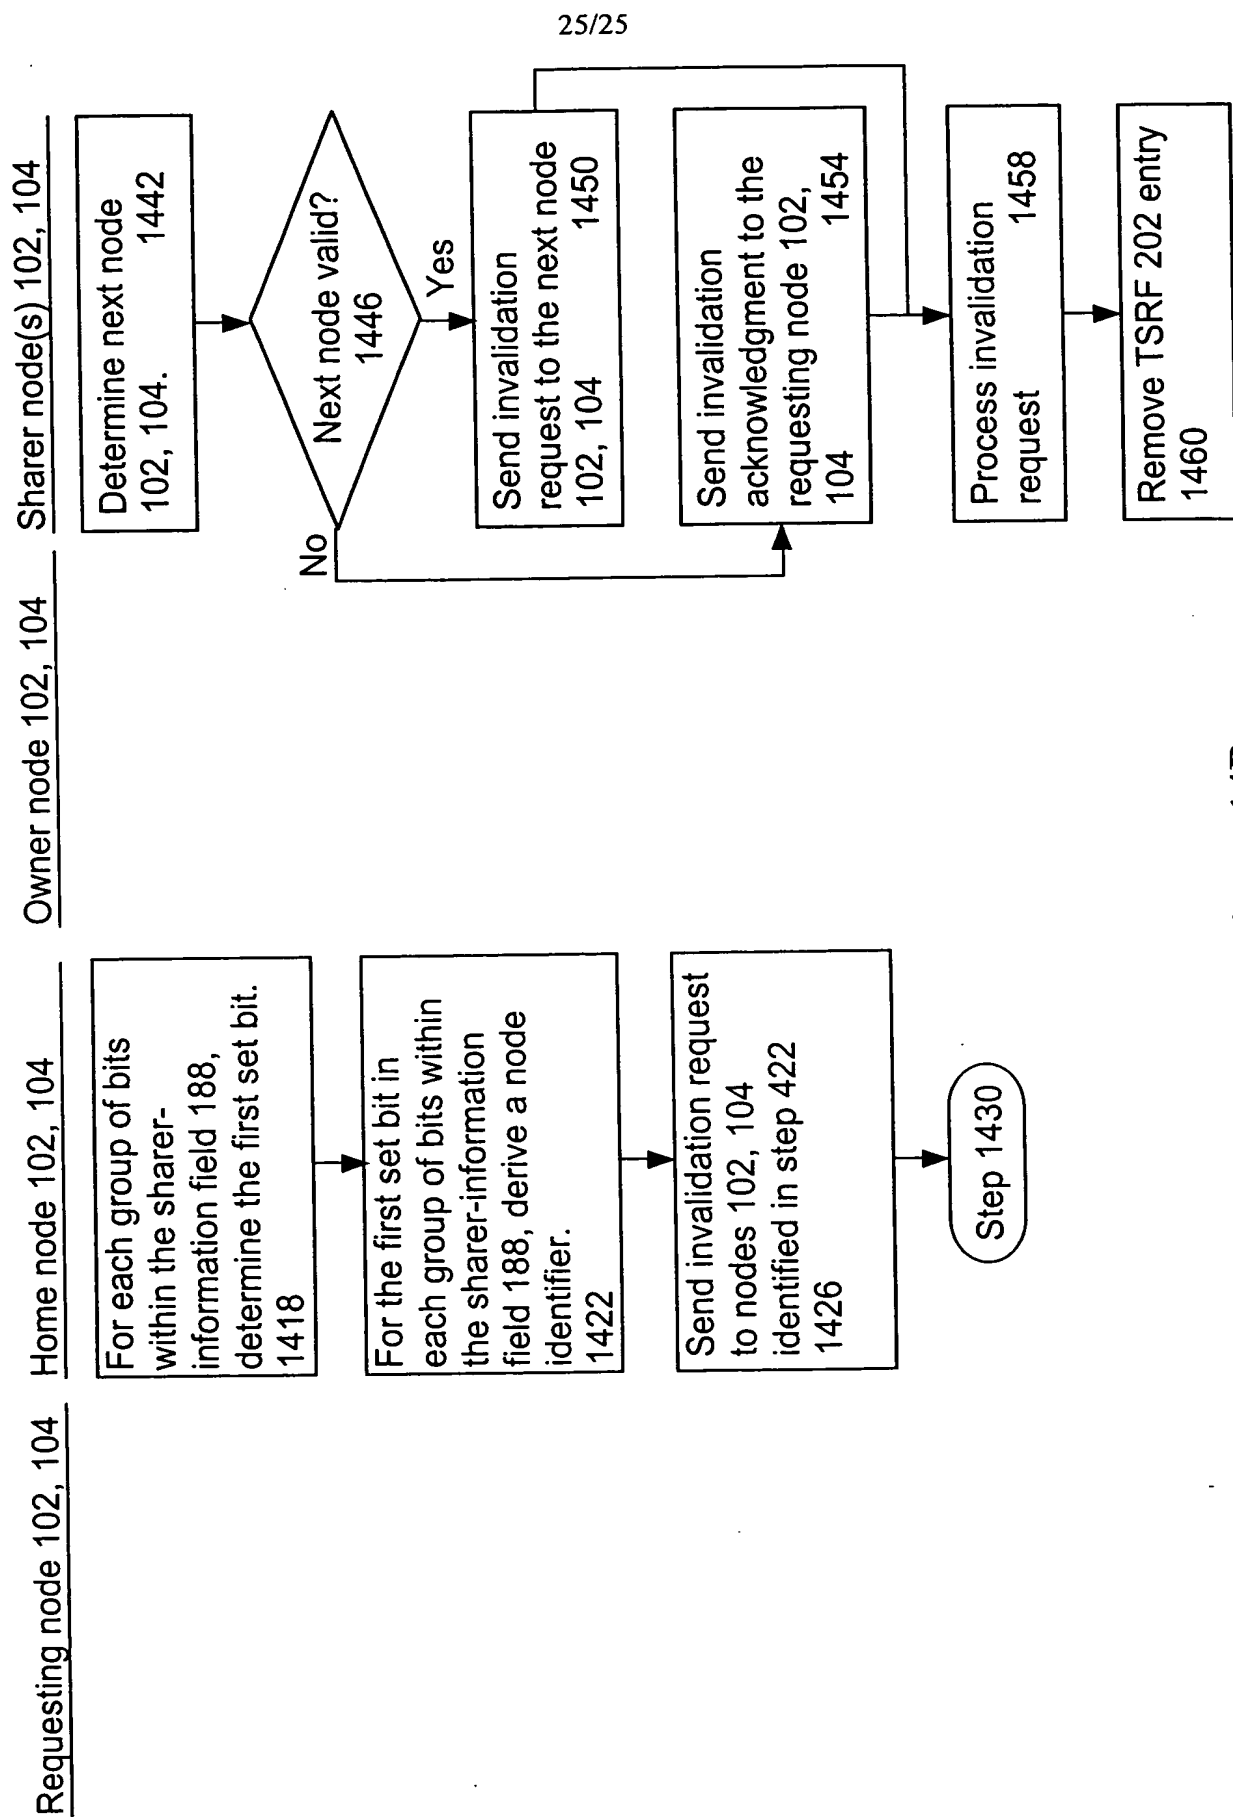 25/25
Requesting node 102, 104
Home node 102, 104
Owner node 102, 104
Sharer node(s) 102, 104
For each group of bits
within the sharer-
information field 188,
determine the first set bit.
1418
For the first set bit in
each group of bits within
the sharer-information
field 188, derive a node
identifier.
1422
Send invalidation request
to nodes 102, 104
identified in step 422
1426
Step 1430
Determine next node
102, 104. 1442
Next node valid?
1446
No
Yes
Send invalidation
request to the next node
102, 104 1450
Send invalidation
acknowledgment to the
requesting node 102,
104 1454
Process invalidation
request 1458
Remove TSRF 202 entry
1460